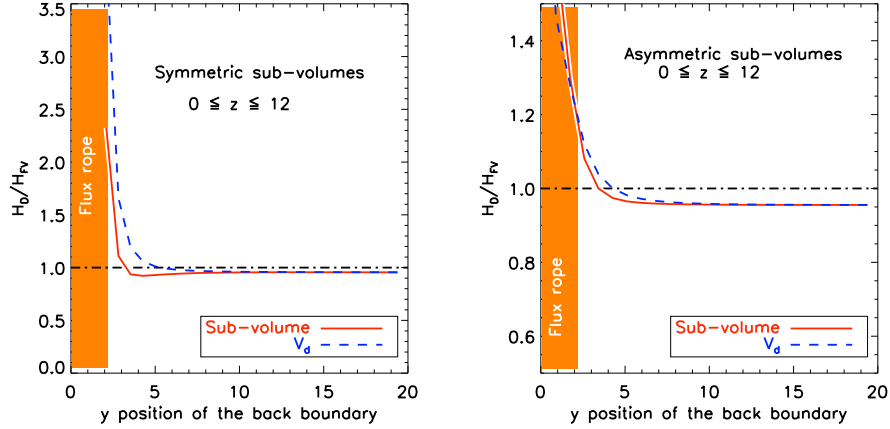 Symmetric sub-volumes
0 ≦ z ≦ 12
3.5
3.0
2.5
2.0
1.5
1.0
0.5
0.0
H_D/H_FV
Flux rope
Sub-volume
V_d
0 5 10 15 20
y position of the back boundary
Asymmetric sub-volumes
0 ≦ z ≦ 12
1.4
1.2
1.0
0.8
0.6
H_D/H_FV
Flux rope
Sub-volume
V_d
0 5 10 15 20
y position of the back boundary